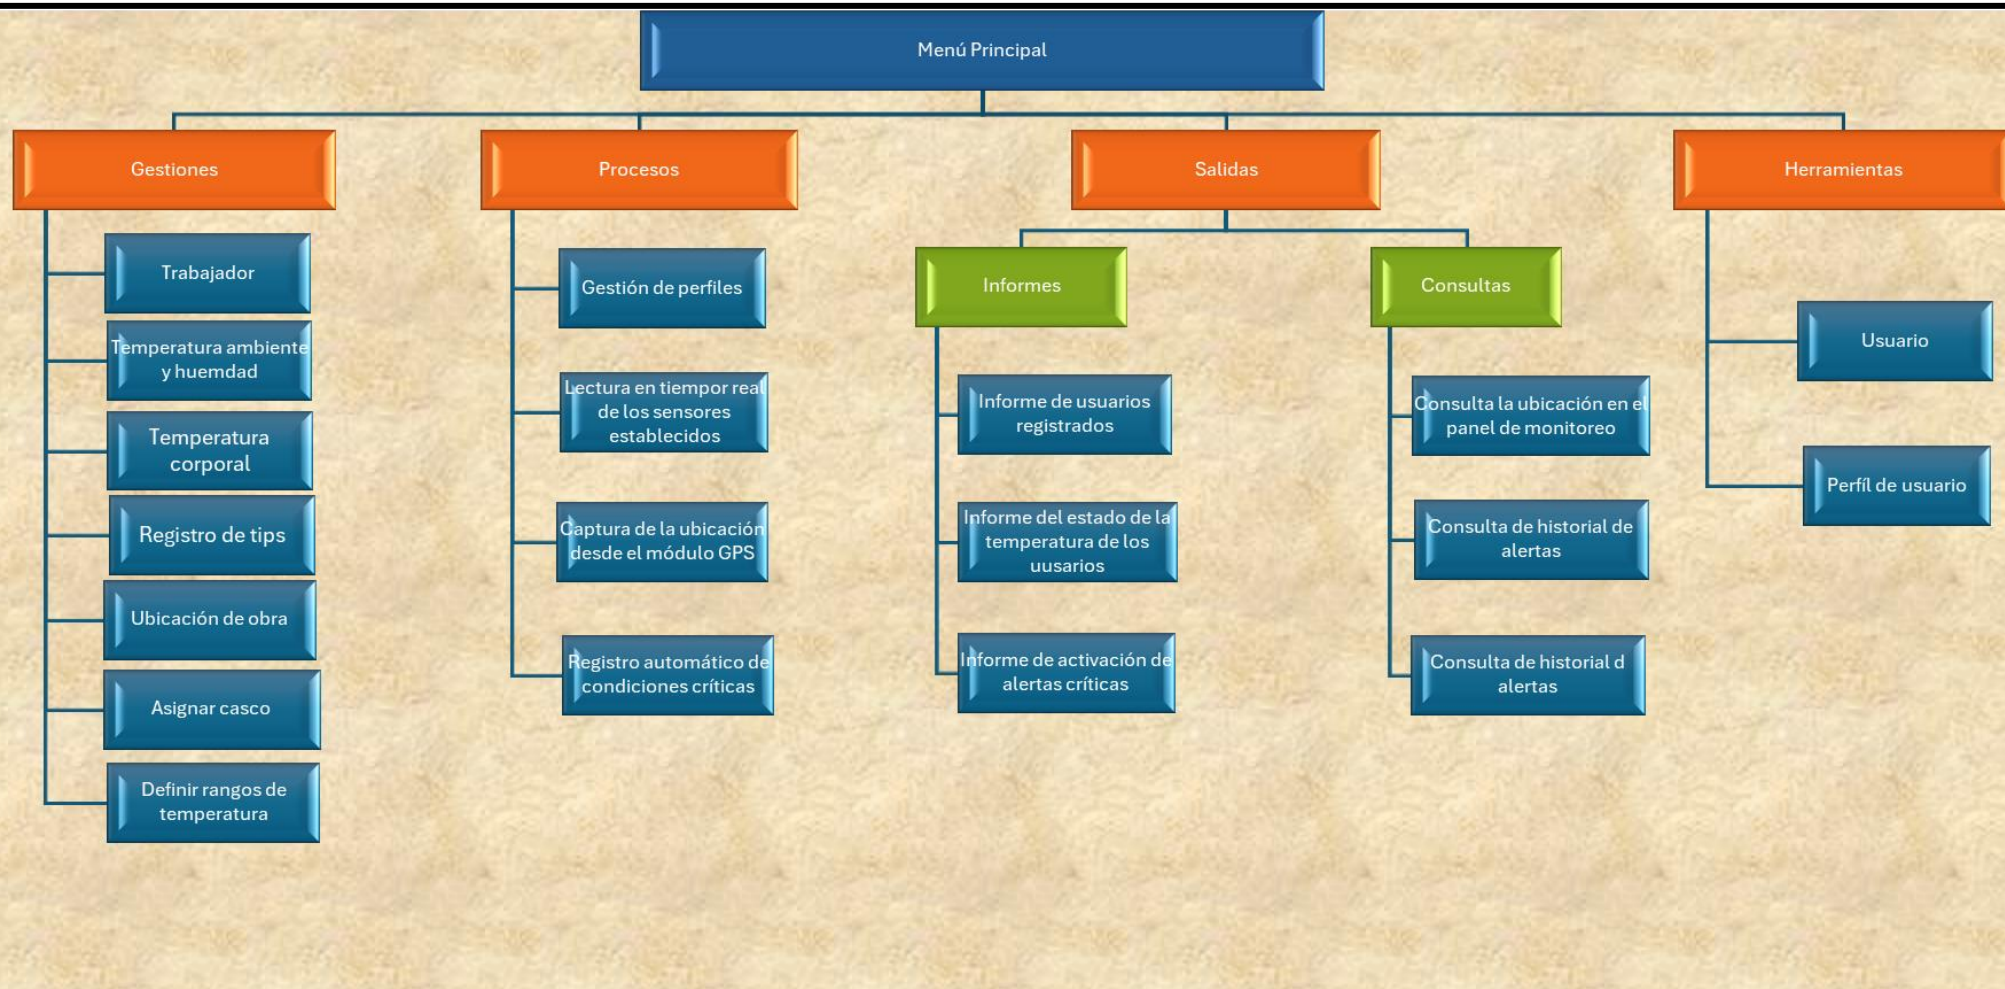 Menú Principal
Gestiones
Trabajador
Temperatura ambiente
y huemdad
Temperatura
corporal
Registro de tips
Ubicación de obra
Asignar casco
Definir rangos de
temperatura
Procesos
Gestión de perfiles
Lectura en tiempor real
de los sensores
establecidos
Captura de la ubicación
desde el módulo GPS
Registro automático de
condiciones críticas
Salidas
Informes
Informe de usuarios
registrados
Informe del estado de la
temperatura de los
uusarios
Informe de activación de
alertas críticas
Consultas
Consulta la ubicación en el
panel de monitoreo
Consulta de historial de
alertas
Consulta de historial d
alertas
Herramientas
Usuario
Perfíl de usuario